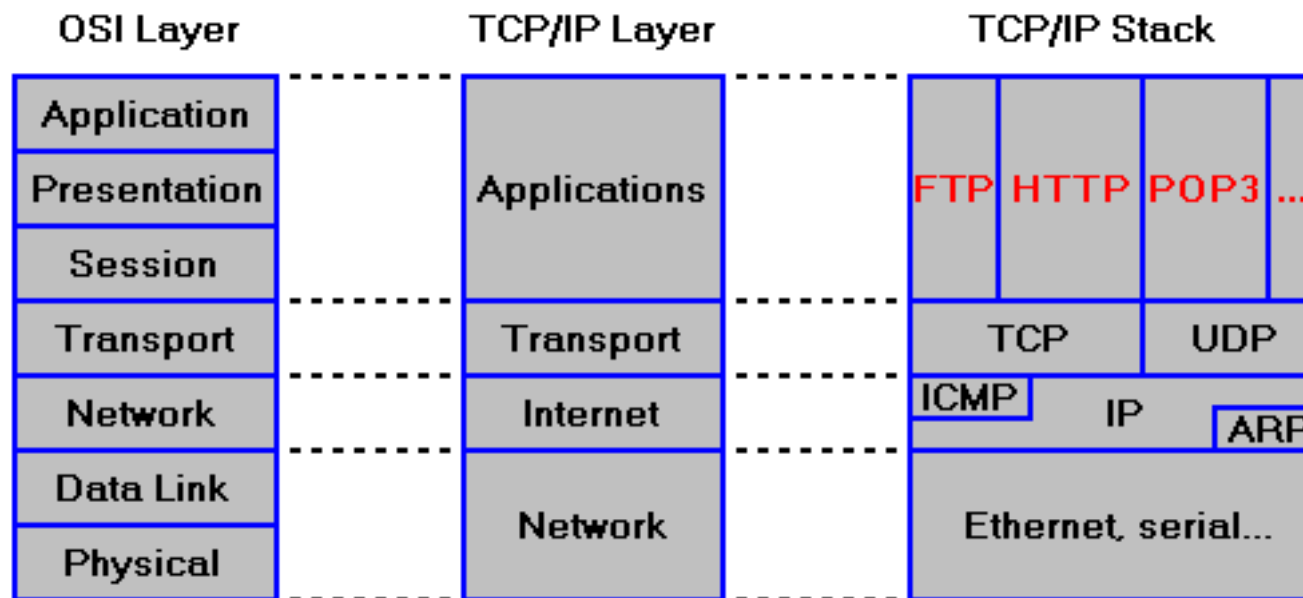 OSI Layer
TCP/IP Layer
TCP/IP Stack
Application
Presentation
Session
Transport
Network
Data Link
Physical
Applications
Transport
Internet
Network
FTP HTTP POP3 ...
TCP UDP
ICMP IP ARP
Ethernet, serial...